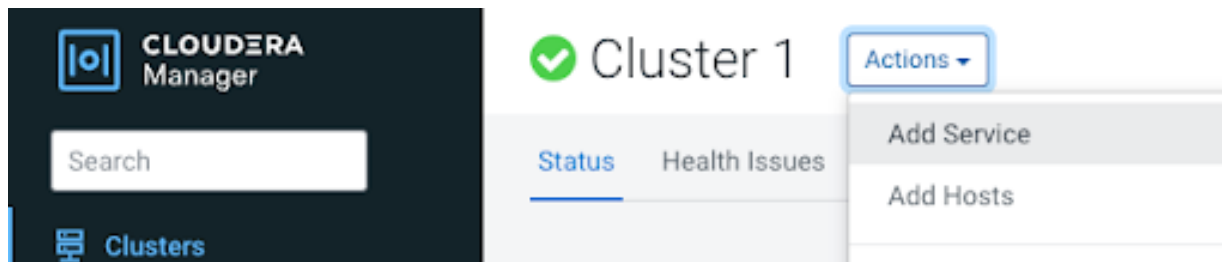 CLOUDERA
Manager
Search
Clusters
Cluster 1
Actions
Status
Health Issues
Add Service
Add Hosts